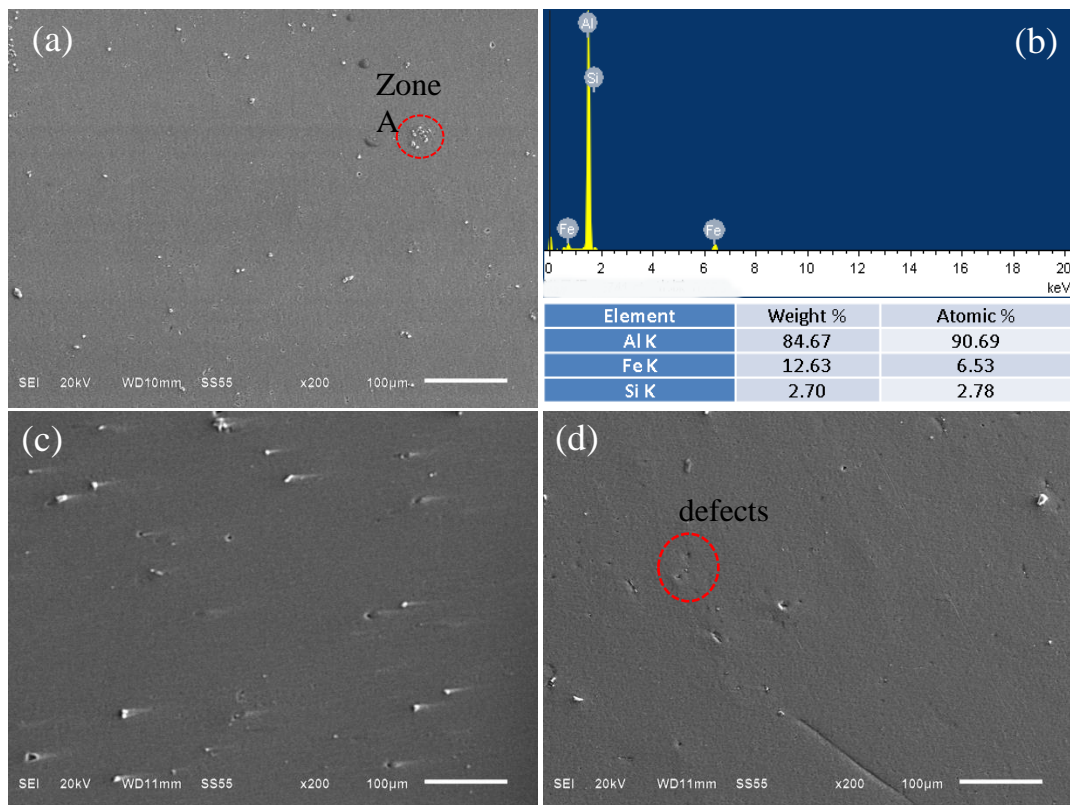 (a)
Zone
A
SEI 20kV WD10mm SS55 x200 100µm
(b)
Al
Si
Fe
Fe
0 2 4 6 8 10 12 14 16 18 20
keV
Element Weight % Atomic %
Al K 84.67 90.69
Fe K 12.63 6.53
Si K 2.70 2.78
(c)
SEI 20kV WD11mm SS55 x200 100µm
(d)
defects
SEI 20kV WD11mm SS55 x200 100µm